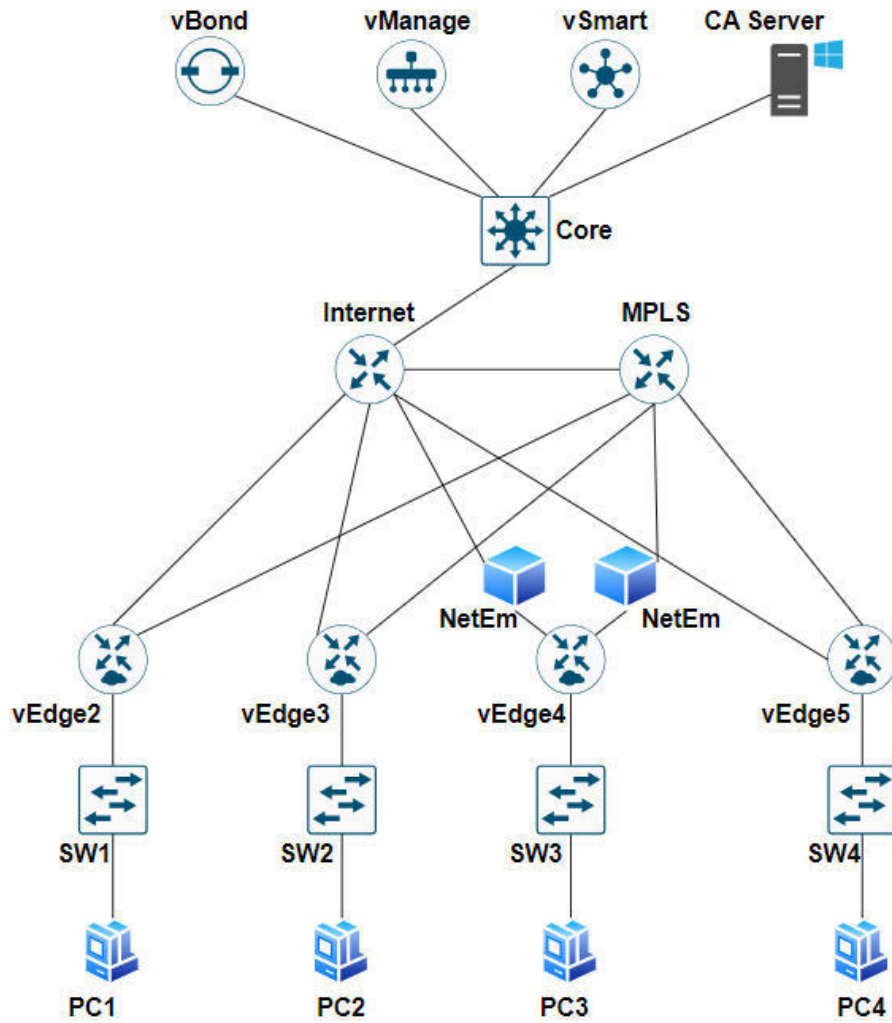 vBond
vManage
vSmart
CA Server
Core
Internet
MPLS
NetEm
NetEm
vEdge2
vEdge3
vEdge4
vEdge5
SW1
SW2
SW3
SW4
PC1
PC2
PC3
PC4